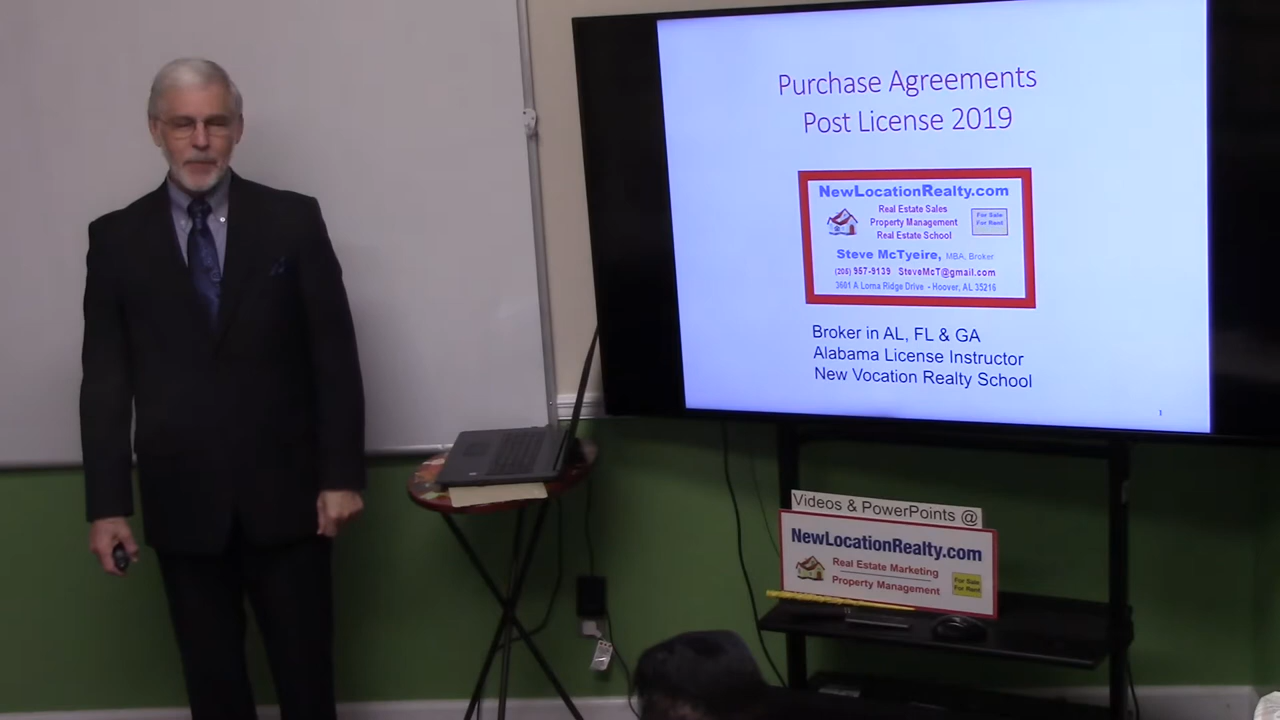 Purchase Agreements
Post License 2019
NewLocationRealty.com
Real Estate Sales
Property Management
Real Estate School
For Sale
For Rent
Steve McTyeire, MBA, Broker
(205) 957-9139 SteveMcT@gmail.com
3601 A Lorna Ridge Drive - Hoover, AL 35216
Broker in AL, FL & GA
Alabama License Instructor
New Vocation Realty School
1
Videos & PowerPoints @
NewLocationRealty.com
Real Estate Marketing
Property Management
For Sale
For Rent